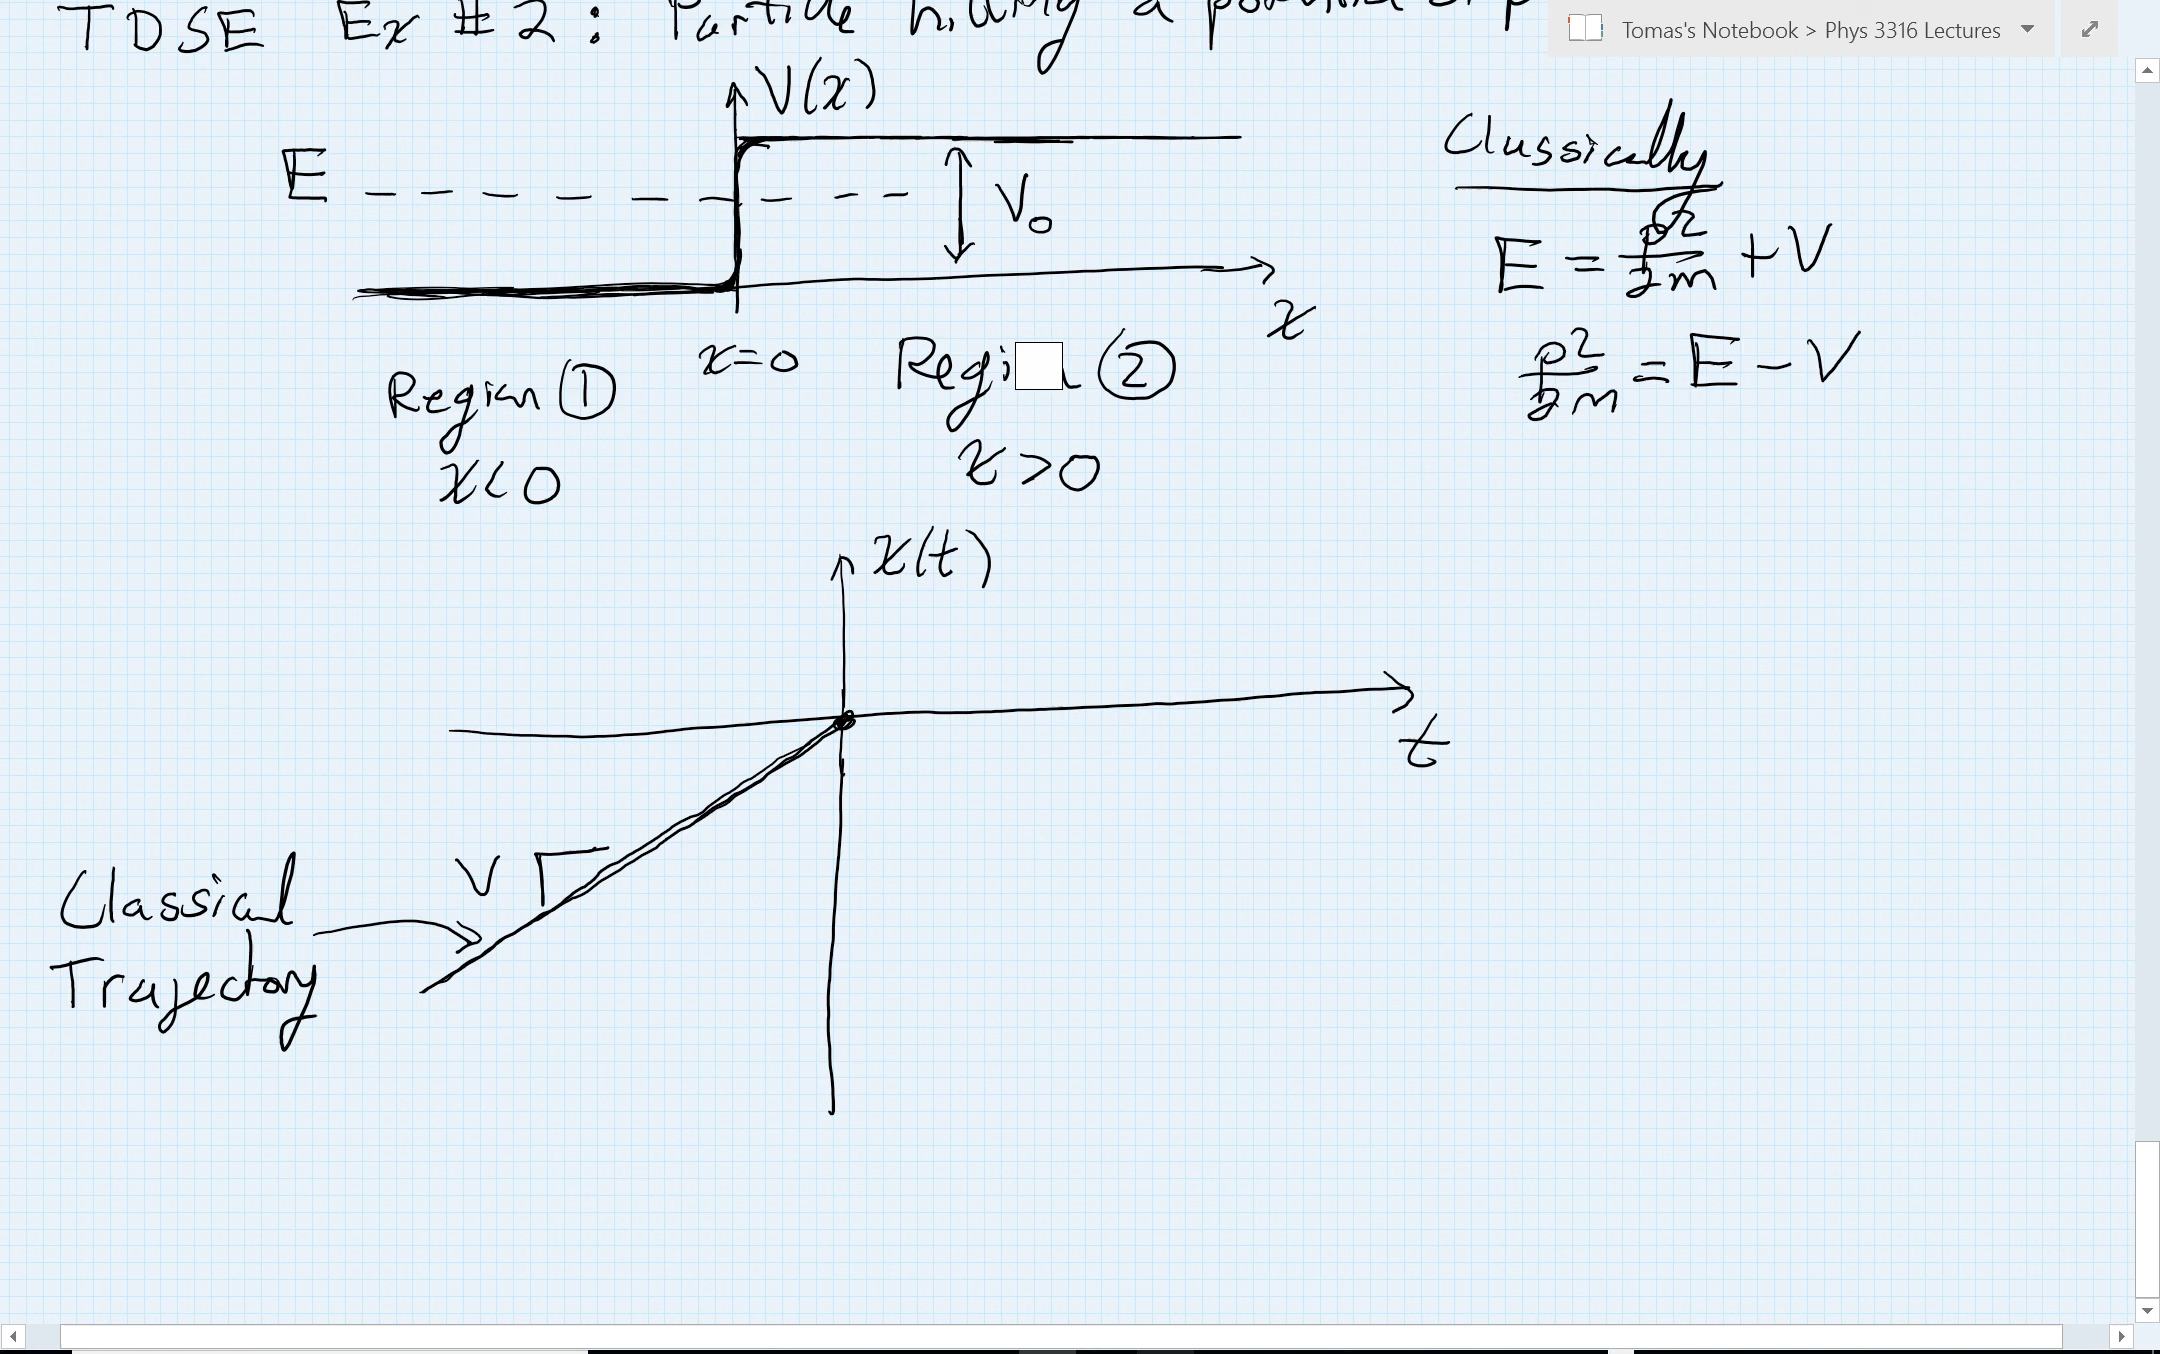 TDSE Ex #2: Particle hitting a
Tomas's Notebook > Phys 3316 Lectures
V(x)
E
V₀
x
x=0
Region ①
x<0
②
x>0
Classically
E = p²/2m + V
p²/2m = E - V
x(t)
t
V
Classical
Trajectory